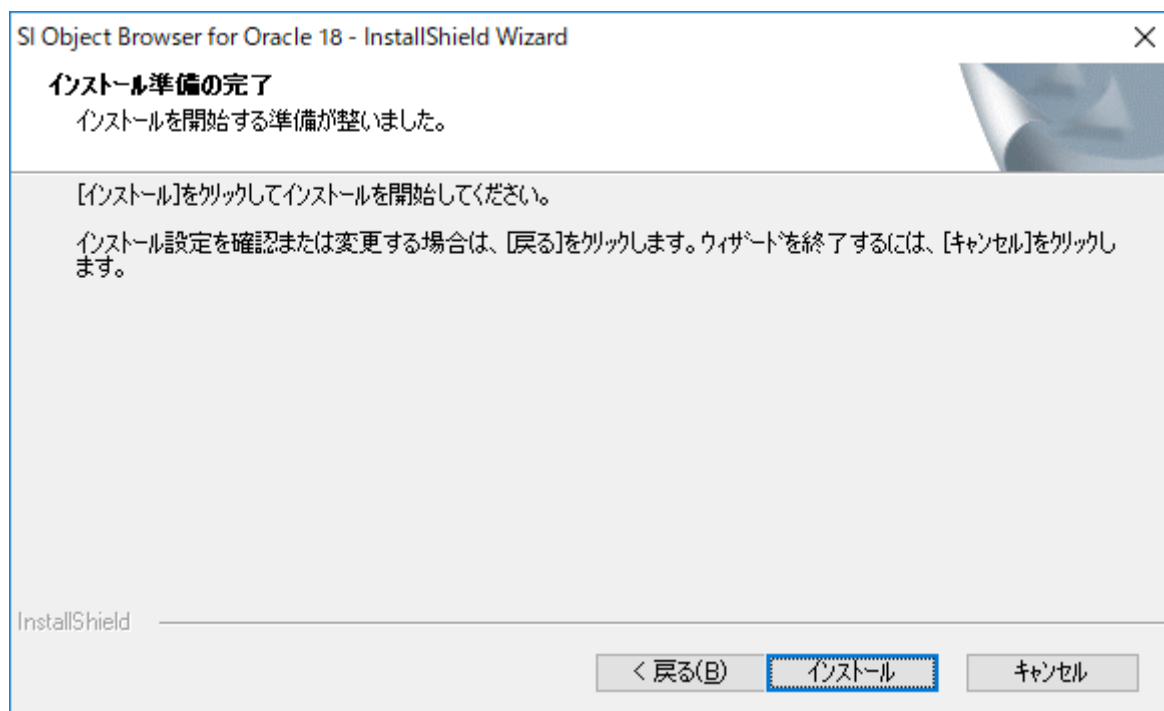 SI Object Browser for Oracle 18 - InstallShield Wizard
インストール準備の完了
インストールを開始する準備が整いました。
[インストール]をクリックしてインストールを開始してください。
インストール設定を確認または変更する場合は、[戻る]をクリックします。ウィザードを終了するには、[キャンセル]をクリックし
ます。
InstallShield
< 戻る(B)
インストール
キャンセル